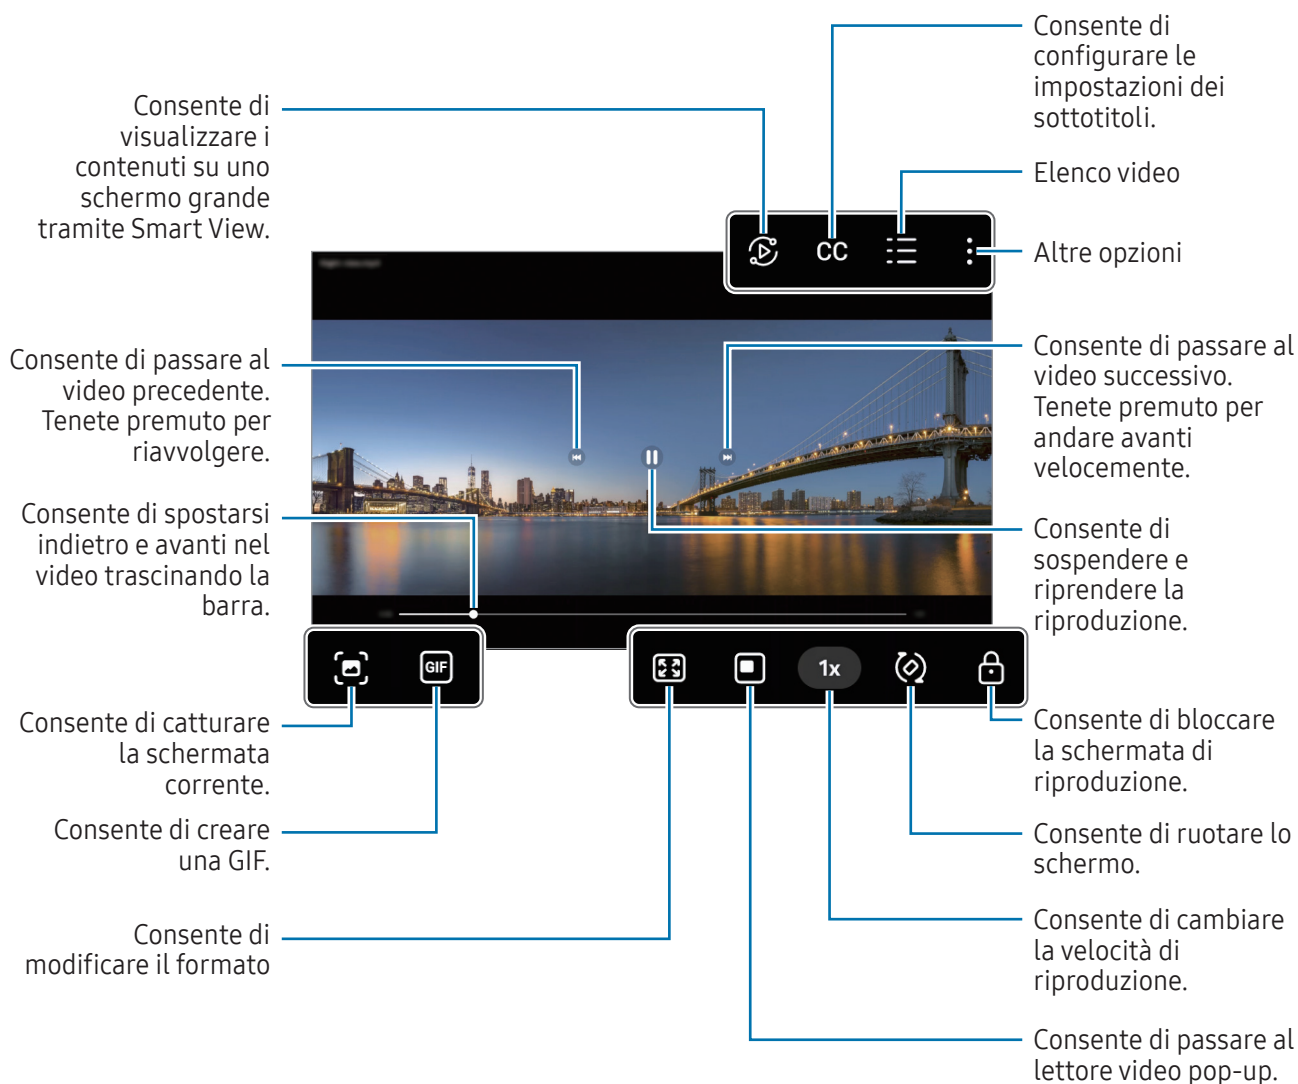 Consente di
configurare le
impostazioni dei
sottotitoli.
Consente di
visualizzare i
contenuti su uno
schermo grande
tramite Smart View.
Elenco video
CC
Altre opzioni
Consente di passare al
video precedente.
Tenete premuto per
riavvolgere.
Consente di passare al
video successivo.
Tenete premuto per
andare avanti
velocemente.
Consente di spostarsi
indietro e avanti nel
video trascinando la
barra.
Consente di
sospendere e
riprendere la
riproduzione.
GIF
1x
Consente di catturare
la schermata
corrente.
Consente di bloccare
la schermata di
riproduzione.
Consente di creare
una GIF.
Consente di ruotare lo
schermo.
Consente di
modificare il formato
Consente di cambiare
la velocità di
riproduzione.
Consente di passare al
lettore video pop-up.